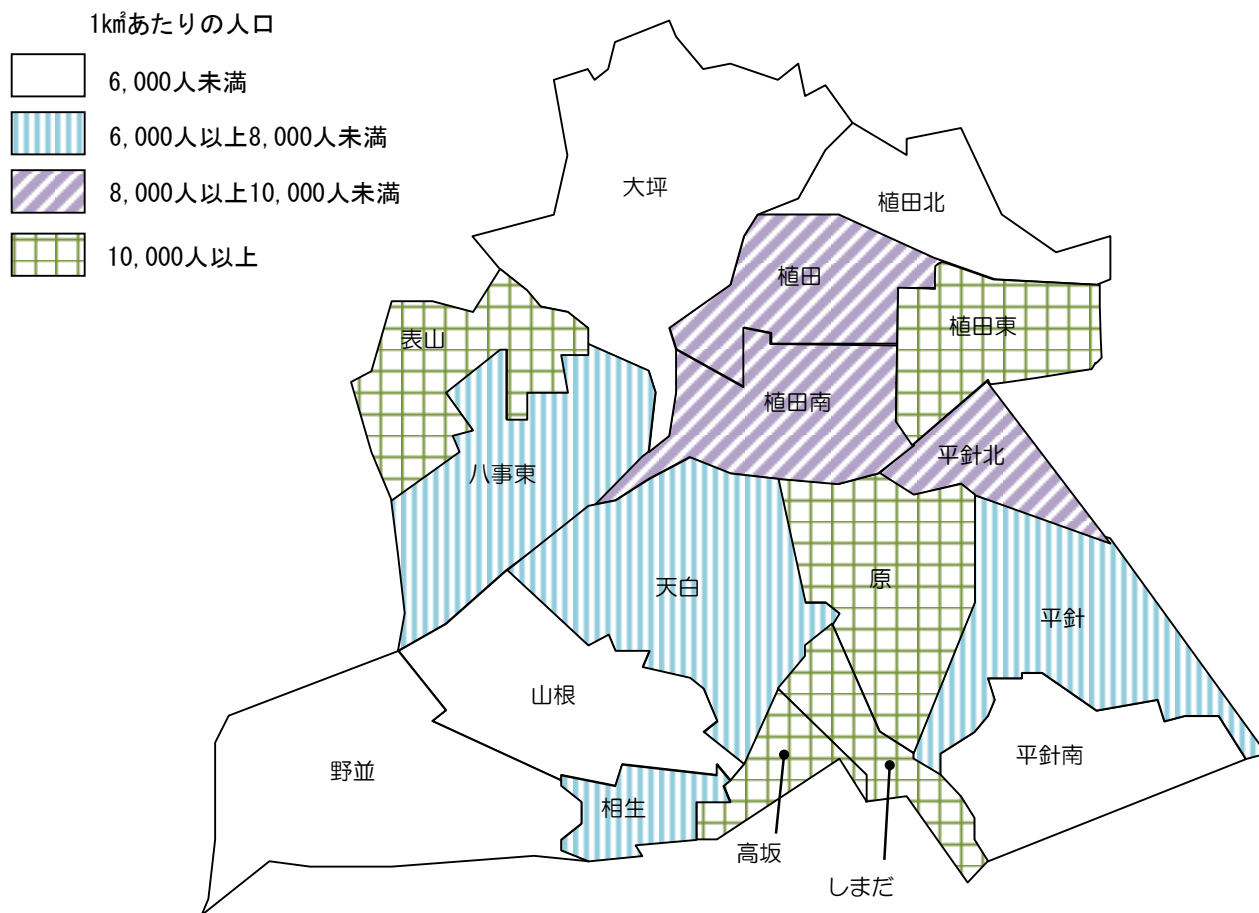 1k㎡あたりの人口
6,000人未満
6,000人以上8,000人未満
8,000人以上10,000人未満
10,000人以上
大坪
植田北
植田
植田東
表山
植田南
平針北
八事東
原
天白
平針
山根
平針南
野並
相生
高坂
しまだ